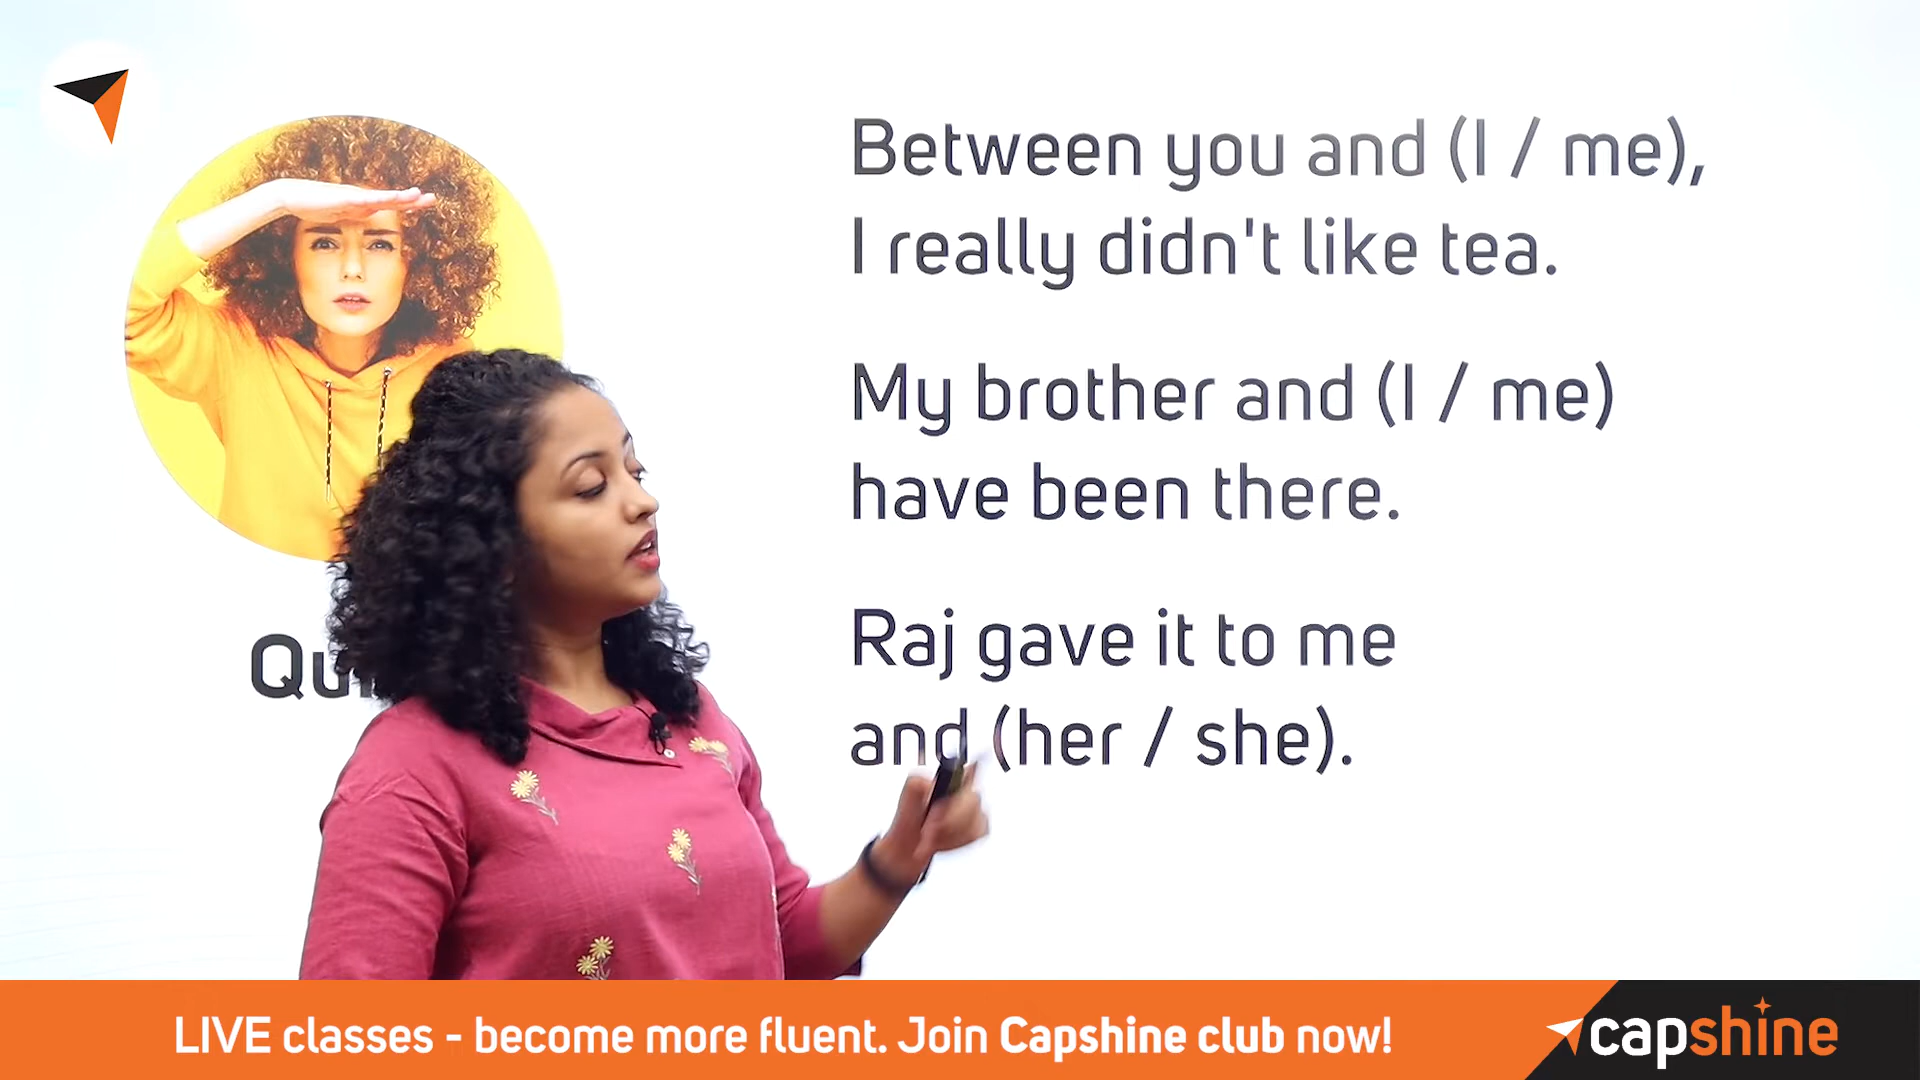 Between you and (I / me),
I really didn't like tea.
My brother and (I / me)
have been there.
Raj gave it to me
and (her / she).
LIVE classes - become more fluent. Join Capshine club now!
capshine